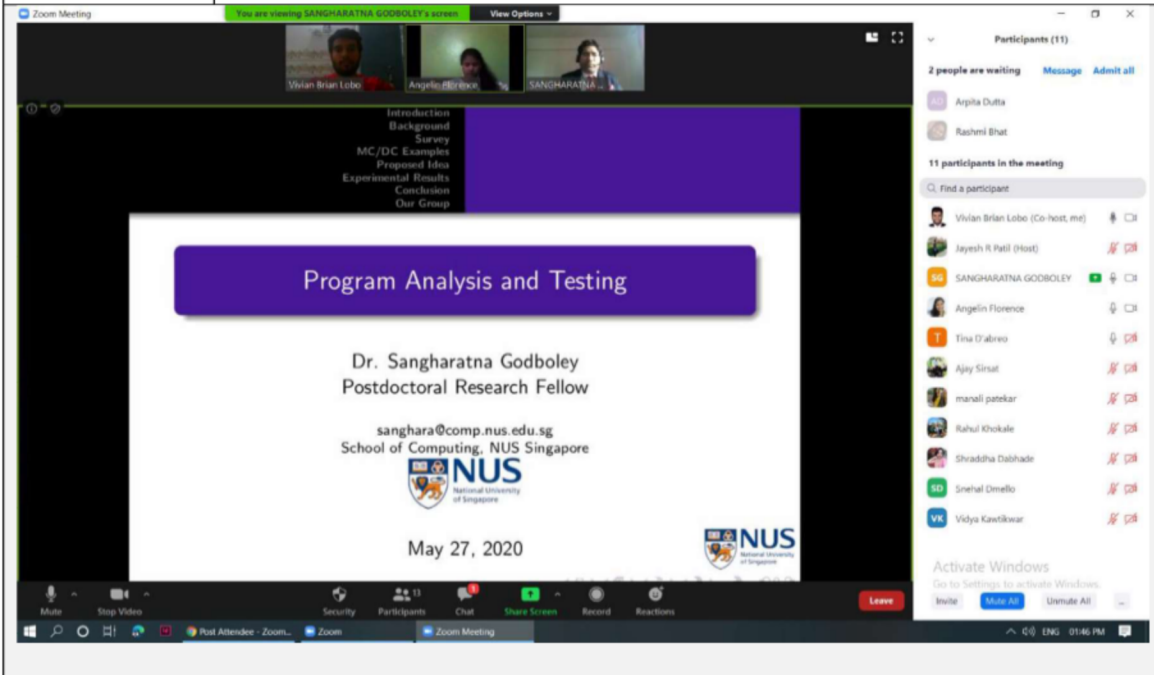 Zoom Meeting
You are viewing SANGHARATNA GODBOLEY's screen
View Options
Vivian Brian Lobo
Angelin Florence
SANGHARATNA ...
Introduction
Background
Survey
MC/DC Examples
Proposed Idea
Experimental Results
Conclusion
Our Group
Program Analysis and Testing
Dr. Sangharatna Godboley
Postdoctoral Research Fellow
sanghara@comp.nus.edu.sg
School of Computing, NUS Singapore
NUS
National University
of Singapore
May 27, 2020
NUS
National University
of Singapore
Participants (11)
2 people are waiting
Message
Admit all
AD
Arpita Dutta
Rashmi Bhat
11 participants in the meeting
Find a participant
Vivian Brian Lobo (Co-host, me)
Jayesh R Patil (Host)
SG
SANGHARATNA GODBOLEY
Angelin Florence
T
Tina D'abreo
Ajay Sirsat
manali patekar
Rahul Khokale
Shraddha Dabhade
SD
Snehal Dmello
VK
Vidya Kawtikwar
Activate Windows
Go to Settings to activate Windows.
Invite
Mute All
Unmute All
...
Mute
Stop Video
Security
13
Participants
1
Chat
Share Screen
Record
Reactions
Leave
Post Attendee - Zoom...
Zoom
Zoom Meeting
ENG
01:46 PM